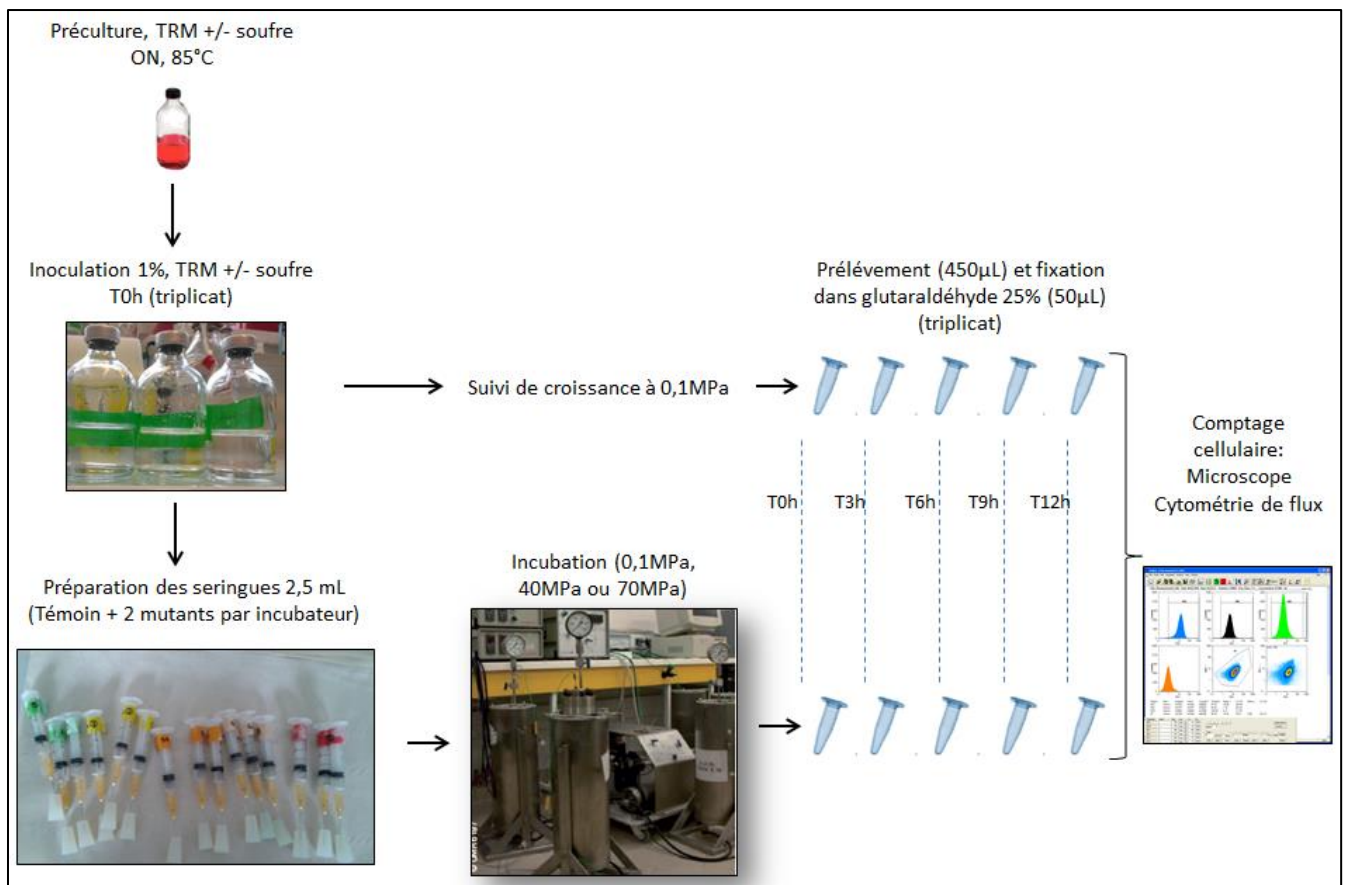 Préculture, TRM +/- soufre
ON, 85°C
Inoculation 1%, TRM +/- soufre
T0h (triplicat)
Suivi de croissance à 0,1MPa
Prélévement (450µL) et fixation
dans glutaraldéhyde 25% (50µL)
(triplicat)
T0h
T3h
T6h
T9h
T12h
Comptage
cellulaire:
Microscope
Cytométrie de flux
Préparation des seringues 2,5 mL
(Témoin + 2 mutants par incubateur)
Incubation (0,1MPa,
40MPa ou 70MPa)